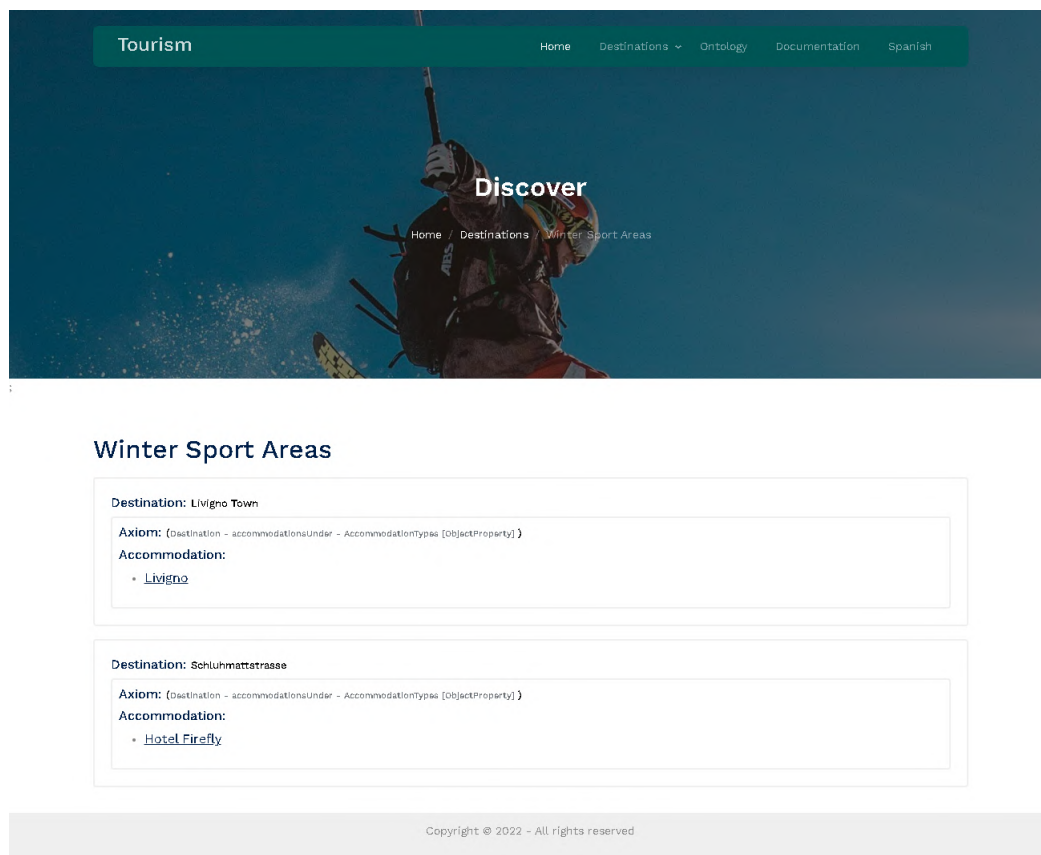 Tourism
Home Destinations Ontology Documentation Spanish
Discover
Home / Destinations / Winter Sport Areas
ABS
;
Winter Sport Areas
Destination: Livigno Town
Axiom: (Destination - accommodationsUnder - AccommodationTypes [ObjectProperty] )
Accommodation:
• Livigno
Destination: Schluhmattstrasse
Axiom: (Destination - accommodationsUnder - AccommodationTypes [ObjectProperty] )
Accommodation:
• Hotel Firefly
Copyright © 2022 - All rights reserved